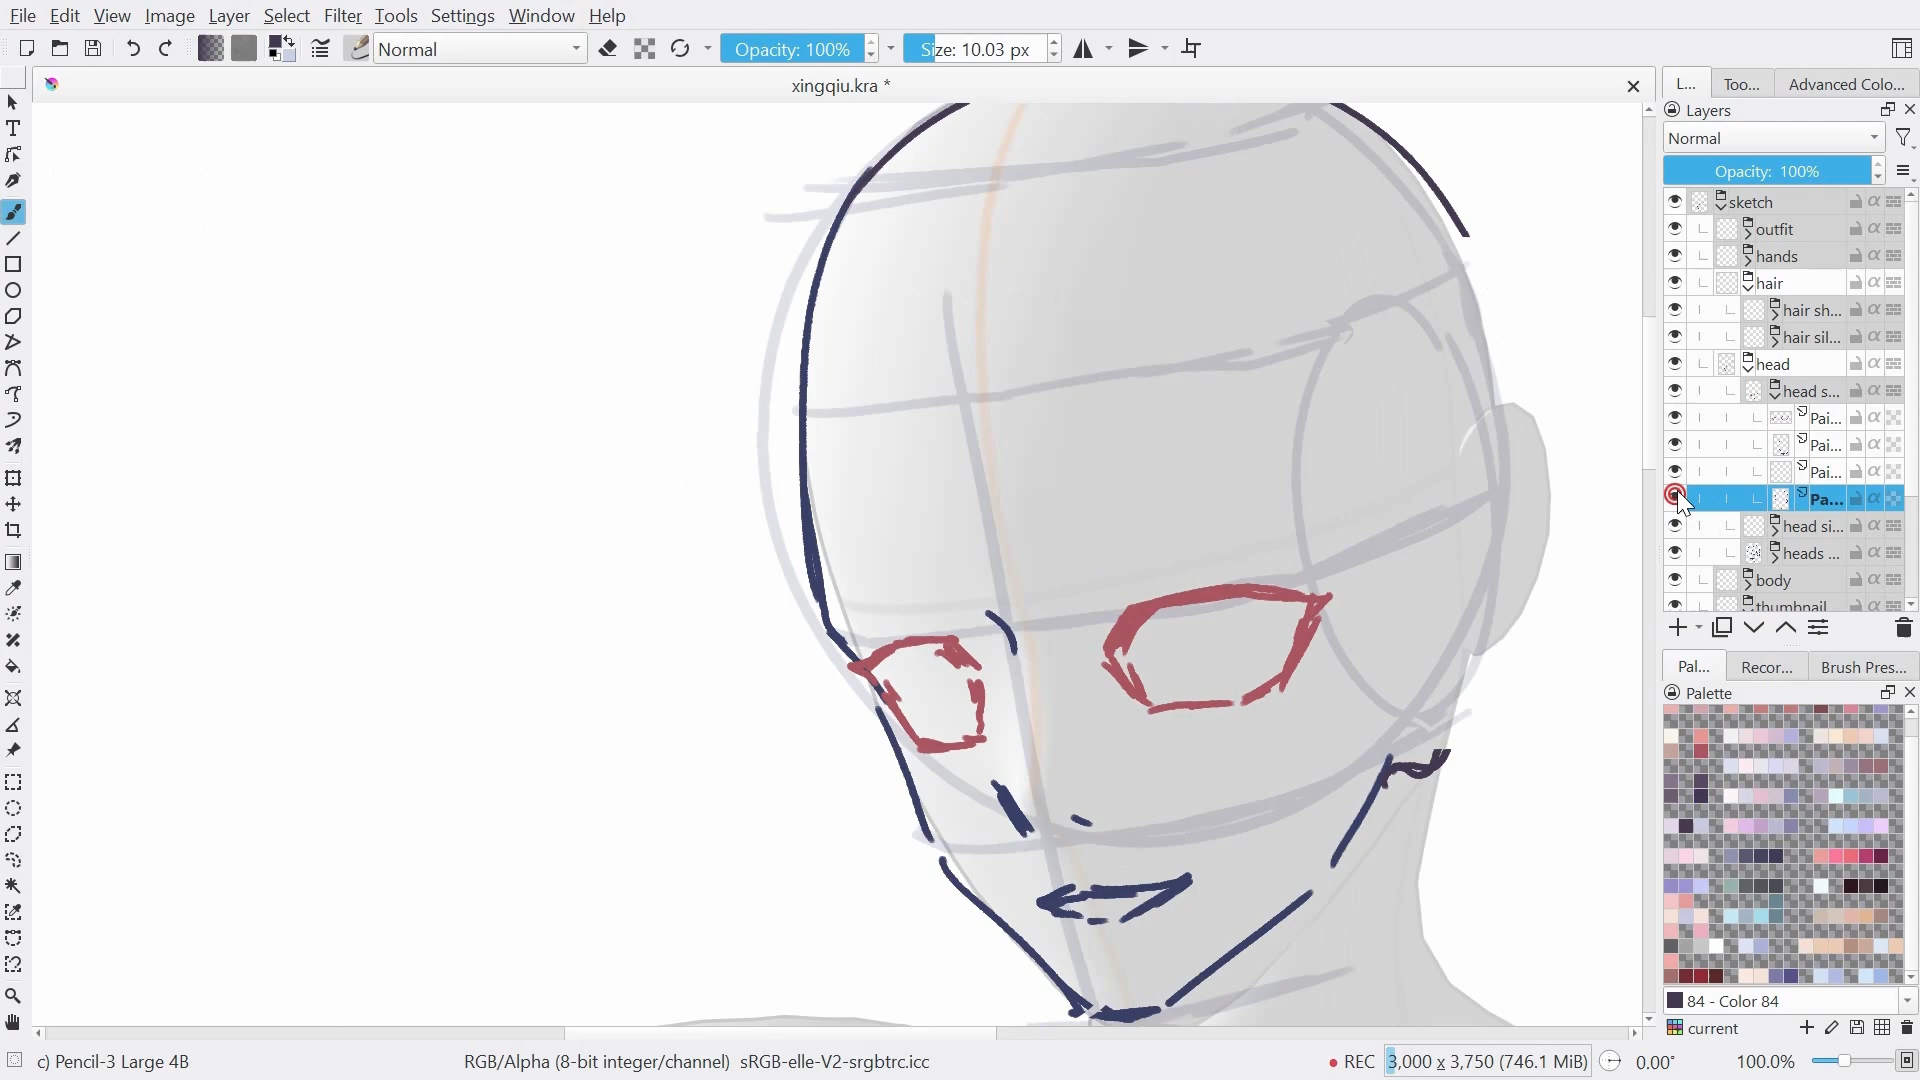 File Edit View Image Layer Select Filter Tools Settings Window Help
Normal Opacity: 100% Size: 10.03 px
xingqiu.kra *
L... Too... Advanced Colo...
Layers
Normal
Opacity: 100%
sketch
outfit
hands
hair
hair sh...
hair sil...
head
head s...
Pai...
Pai...
Pai...
Pa...
head si...
heads ...
body
thumbnail
Pal... Recor... Brush Pres...
Palette
84 - Color 84
current
c) Pencil-3 Large 4B RGB/Alpha (8-bit integer/channel) sRGB-elle-V2-srgbtrc.icc REC 3,000 x 3,750 (746.1 MiB) 0.00° 100.0%